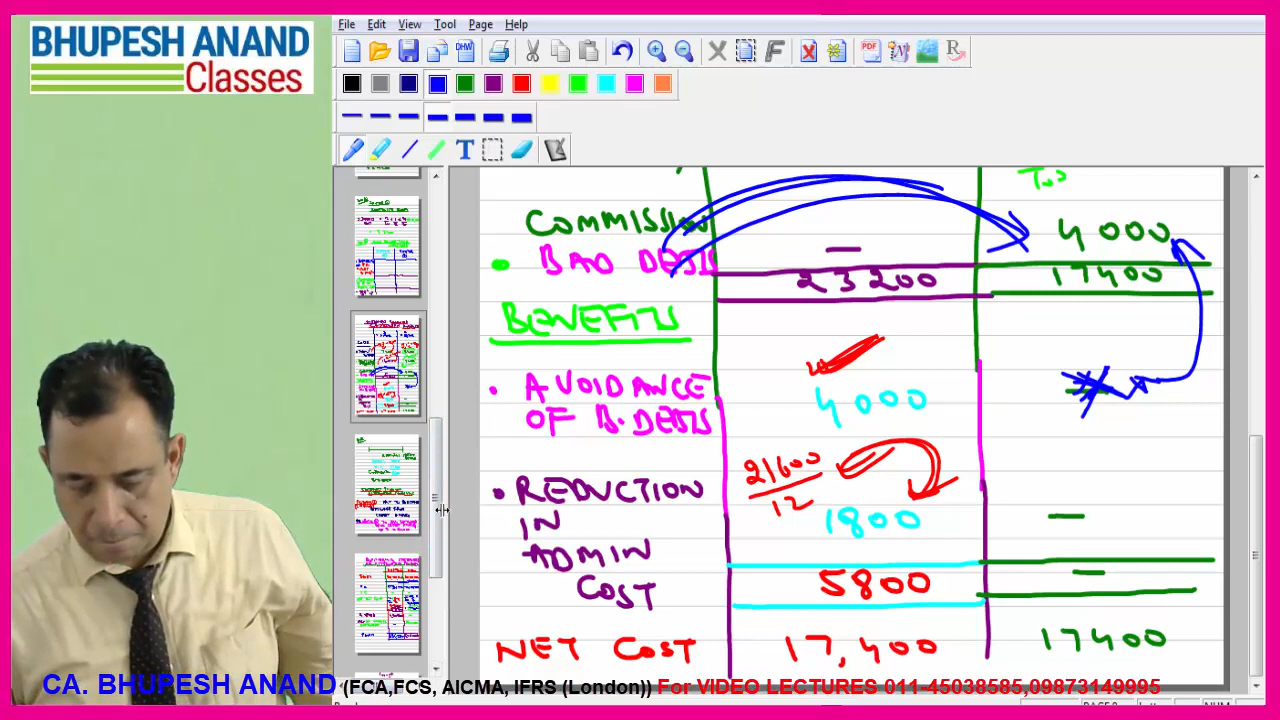 BHUPESH ANAND
Classes
File Edit View Tool Page Help
COMMISSION 4000
BAD DEBTS —
23200 17400
BENEFITS
• AVOIDANCE OF B.DEBTS 4000 —
• REDUCTION IN ADMIN COST 21600/12 1800 —
5800 —
NET COST 17,400 17400
CA. BHUPESH ANAND (FCA,FCS, AICMA, IFRS (London)) For VIDEO LECTURES 011-45038585,09873149995